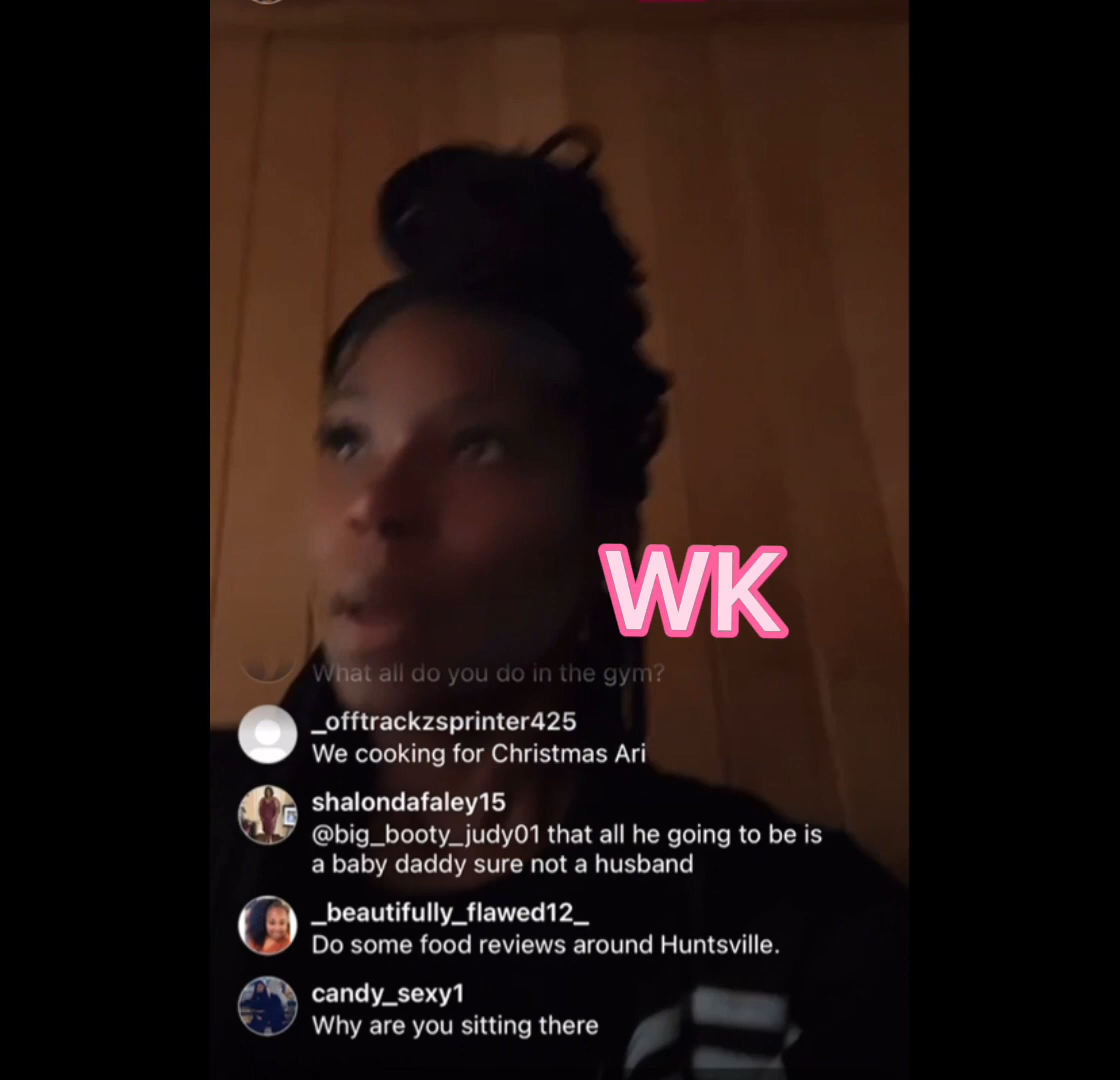 WK
What all do you do in the gym?
_offtrackzsprinter425
We cooking for Christmas Ari
shalondafaley15
@big_booty_judy01 that all he going to be is
a baby daddy sure not a husband
_beautifully_flawed12_
Do some food reviews around Huntsville.
candy_sexy1
Why are you sitting there